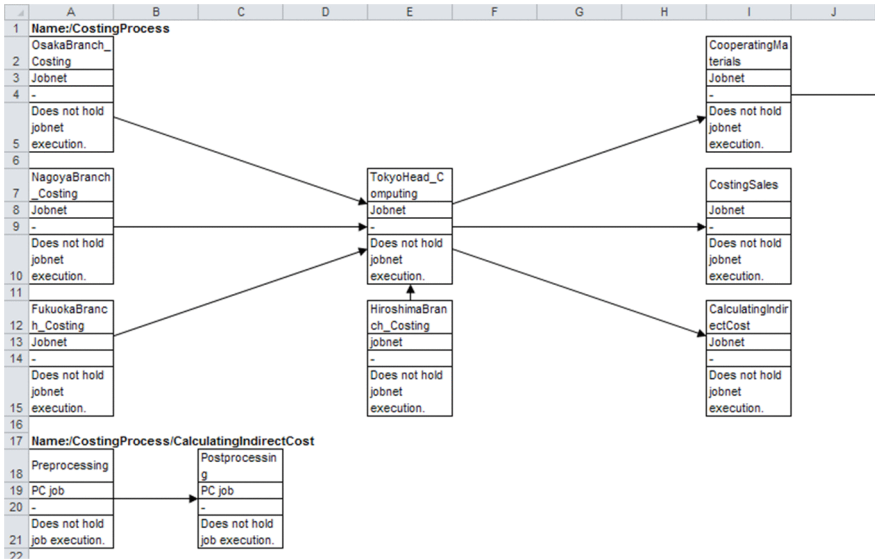 A B C D E F G H I J
1 Name:/CostingProcess
OsakaBranch_ CooperatingMa
2 Costing terials
3 Jobnet Jobnet
4 - -
Does not hold Does not hold
jobnet jobnet
5 execution. execution.
6
NagoyaBranch TokyoHead_C
7 _Costing omputing CostingSales
8 Jobnet Jobnet Jobnet
9 - - -
Does not hold Does not hold Does not hold
jobnet jobnet jobnet
10 execution. execution. execution.
11
FukuokaBranc HiroshimaBran CalculatingIndir
12 h_Costing ch_Costing ectCost
13 Jobnet jobnet Jobnet
14 - - -
Does not hold Does not hold Does not hold
jobnet jobnet jobnet
15 execution. execution. execution.
16
17 Name:/CostingProcess/CalculatingIndirectCost
Preprocessing Postprocessin
18 g
19 PC job PC job
20 - -
Does not hold Does not hold
21 job execution. job execution.
22